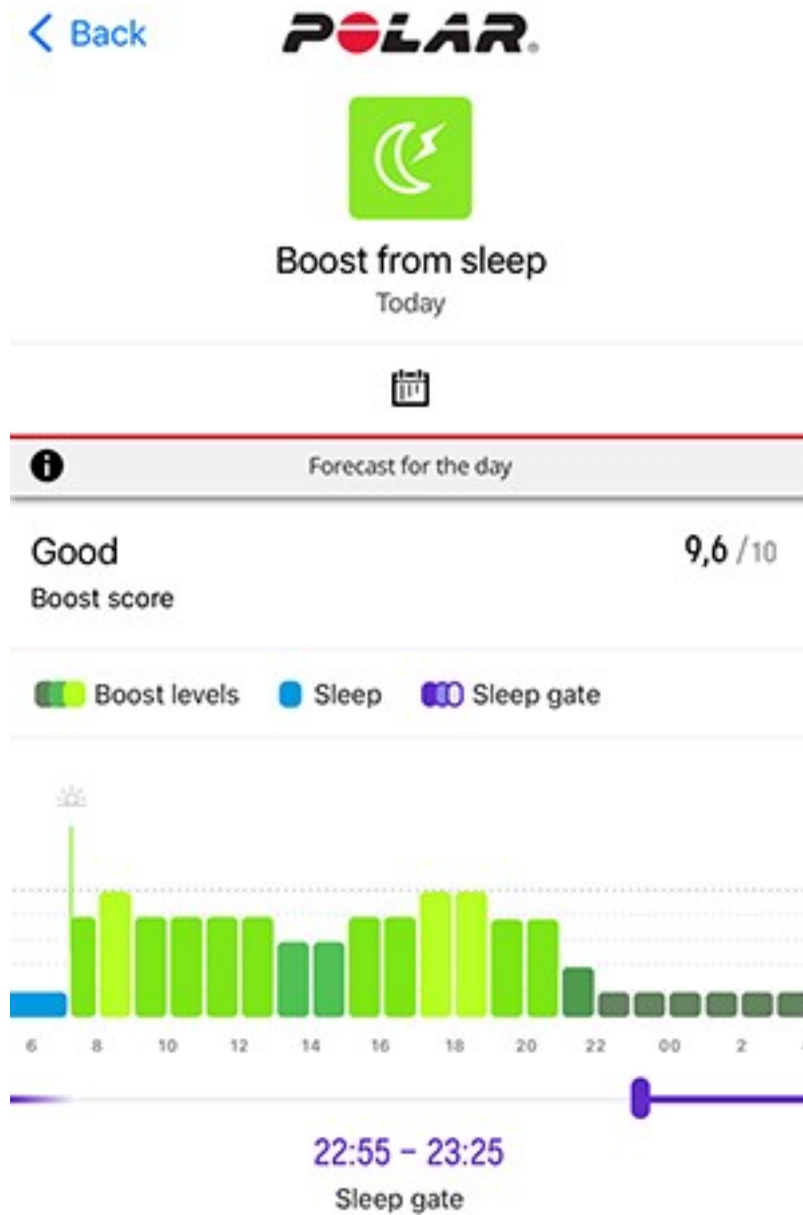 Back POLAR®
Boost from sleep
Today
Forecast for the day
Good 9,6 /10
Boost score
Boost levels Sleep Sleep gate
6 8 10 12 14 16 18 20 22 00 2
22:55 – 23:25
Sleep gate